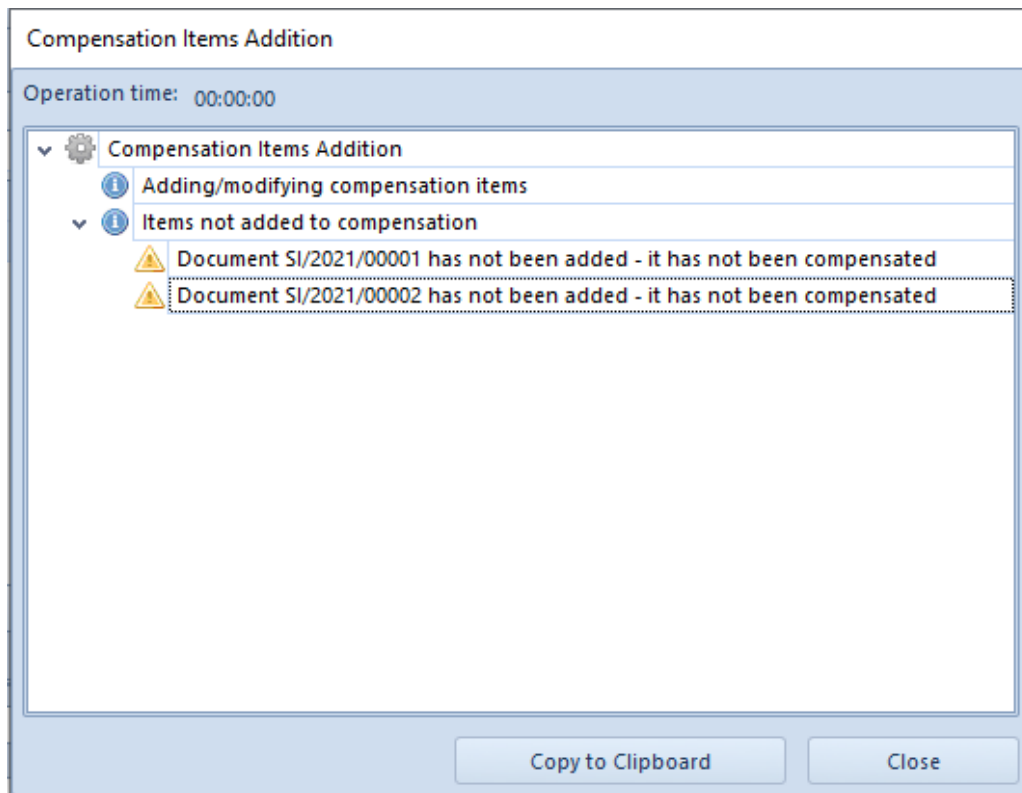 Compensation Items Addition
Operation time: 00:00:00
Compensation Items Addition
Adding/modifying compensation items
Items not added to compensation
Document SI/2021/00001 has not been added - it has not been compensated
Document SI/2021/00002 has not been added - it has not been compensated
Copy to Clipboard Close